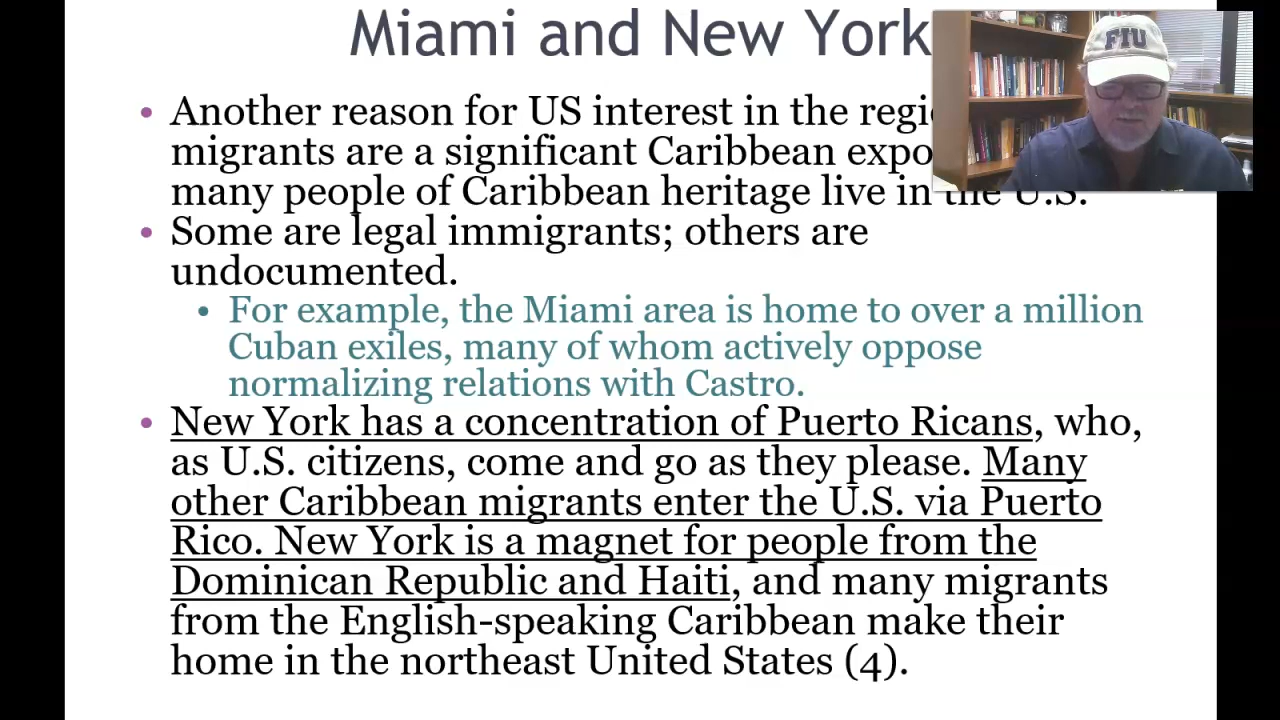 Miami and New York
FIU
• Another reason for US interest in the regi
migrants are a significant Caribbean expo
many people of Caribbean heritage live in the U.S.
• Some are legal immigrants; others are
undocumented.
• For example, the Miami area is home to over a million
Cuban exiles, many of whom actively oppose
normalizing relations with Castro.
• New York has a concentration of Puerto Ricans, who,
as U.S. citizens, come and go as they please. Many
other Caribbean migrants enter the U.S. via Puerto
Rico. New York is a magnet for people from the
Dominican Republic and Haiti, and many migrants
from the English-speaking Caribbean make their
home in the northeast United States (4).